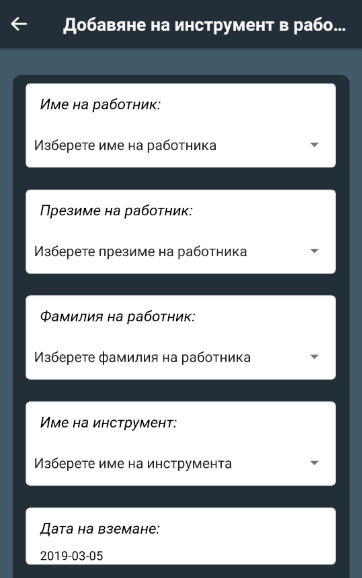 Добавяне на инструмент в рабо...
Име на работник:
Изберете име на работника
Презиме на работник:
Изберете презиме на работника
Фамилия на работник:
Изберете фамилия на работника
Име на инструмент:
Изберете име на инструмента
Дата на вземане:
2019-03-05